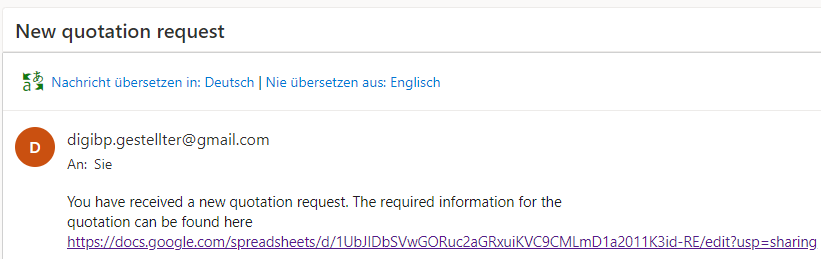 New quotation request
Nachricht übersetzen in: Deutsch | Nie übersetzen aus: Englisch
D
digibp.gestellter@gmail.com
An: Sie
You have received a new quotation request. The required information for the
quotation can be found here
https://docs.google.com/spreadsheets/d/1UbJIDbSVwGORuc2aGRxuiKVC9CMLmD1a2011K3id-RE/edit?usp=sharing